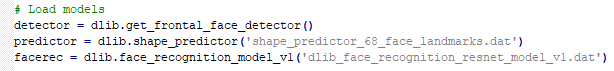 # Load models
detector = dlib.get_frontal_face_detector()
predictor = dlib.shape_predictor('shape_predictor_68_face_landmarks.dat')
facerec = dlib.face_recognition_model_v1('dlib_face_recognition_resnet_model_v1.dat')